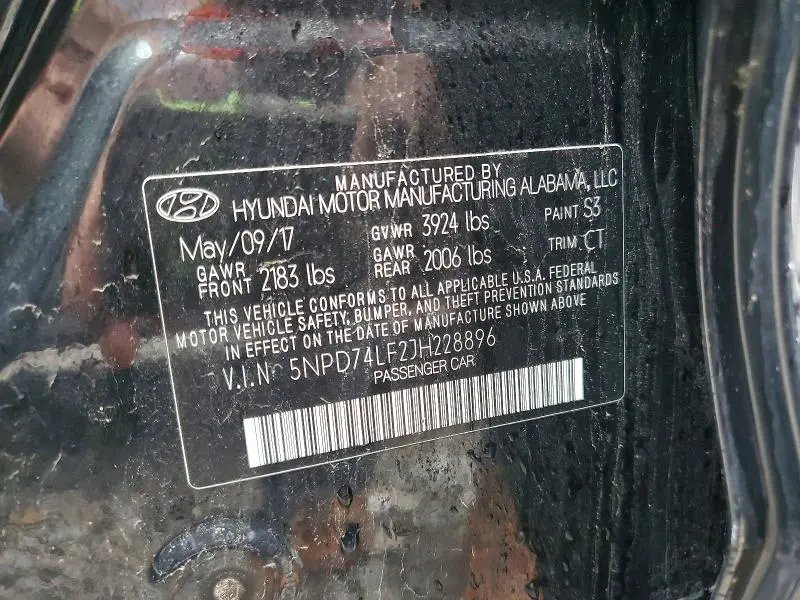 MANUFACTURED BY
HYUNDAI MOTOR MANUFACTURING ALABAMA, LLC
May/09/17 GVWR 3924 lbs PAINT S3
GAWR FRONT 2183 lbs GAWR REAR 2006 lbs TRIM CT
THIS VEHICLE CONFORMS TO ALL APPLICABLE U.S.A. FEDERAL
MOTOR VEHICLE SAFETY, BUMPER, AND THEFT PREVENTION STANDARDS
IN EFFECT ON THE DATE OF MANUFACTURE SHOWN ABOVE
V.I.N 5NPD74LF2JH228896
PASSENGER CAR